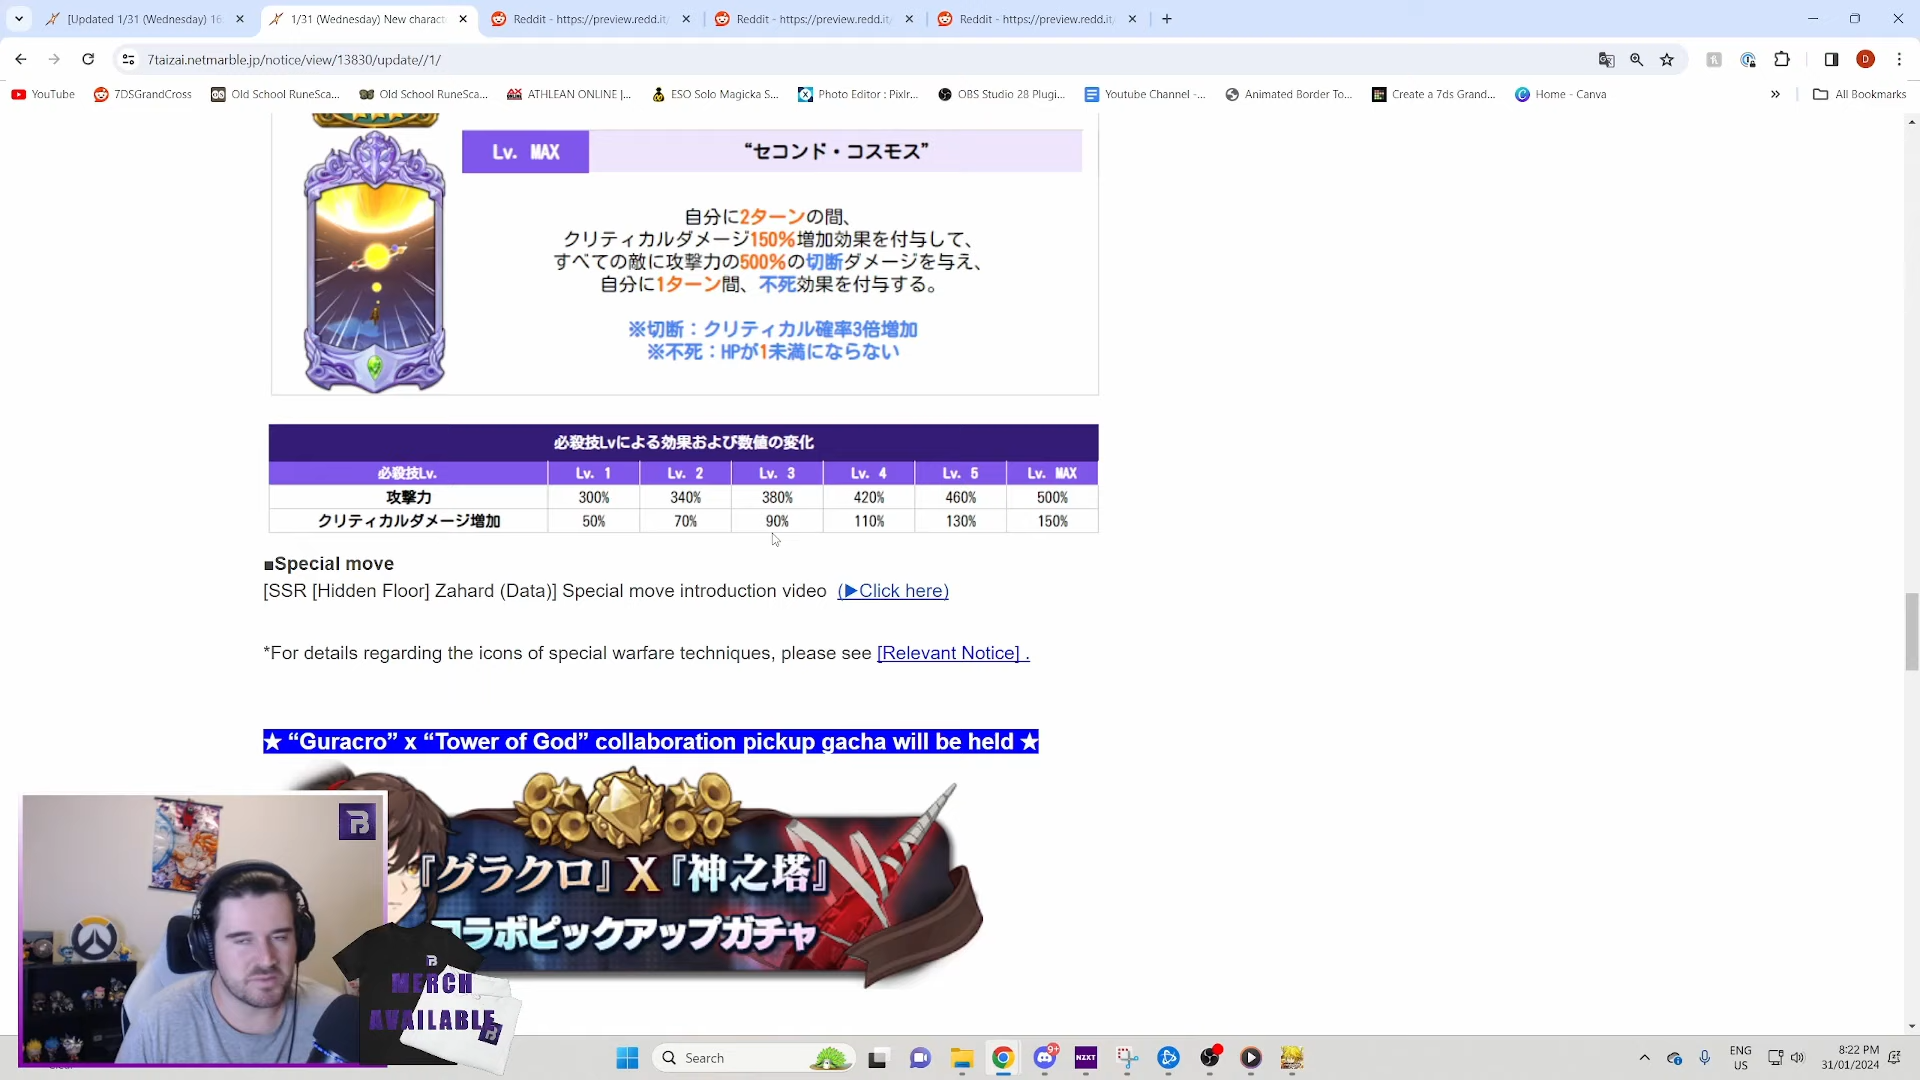 [Updated 1/31 (Wednesday) 16:
1/31 (Wednesday) New charact
Reddit - https://preview.redd.it/
Reddit - https://preview.redd.it/
Reddit - https://preview.redd.it/
7taizai.netmarble.jp/notice/view/13830/update//1/
D
YouTube
7DSGrandCross
Old School RuneSca...
Old School RuneSca...
ATHLEAN ONLINE |...
ESO Solo Magicka S...
Photo Editor : Pixlr...
OBS Studio 28 Plugi...
Youtube Channel -...
Animated Border To...
Create a 7ds Grand...
Home - Canva
All Bookmarks
Lv. MAX
“セコンド・コスモス”
自分に2ターンの間、
クリティカルダメージ150%増加効果を付与して、
すべての敵に攻撃力の500%の切断ダメージを与え、
自分に1ターン間、不死効果を付与する。
※切断：クリティカル確率3倍増加
※不死：HPが1未満にならない
必殺技Lvによる効果および数値の変化
必殺技Lv. Lv. 1 Lv. 2 Lv. 3 Lv. 4 Lv. 5 Lv. MAX
攻撃力 300% 340% 380% 420% 460% 500%
クリティカルダメージ増加 50% 70% 90% 110% 130% 150%
■Special move
[SSR [Hidden Floor] Zahard (Data)] Special move introduction video (▶Click here)
*For details regarding the icons of special warfare techniques, please see [Relevant Notice] .
★ “Guracro” x “Tower of God” collaboration pickup gacha will be held ★
『グラクロ』X『神之塔』
コラボピックアップガチャ
B
B
MERCH
AVAILABLE
B
Search
9+
NZXT
ENG
US
8:22 PM
31/01/2024